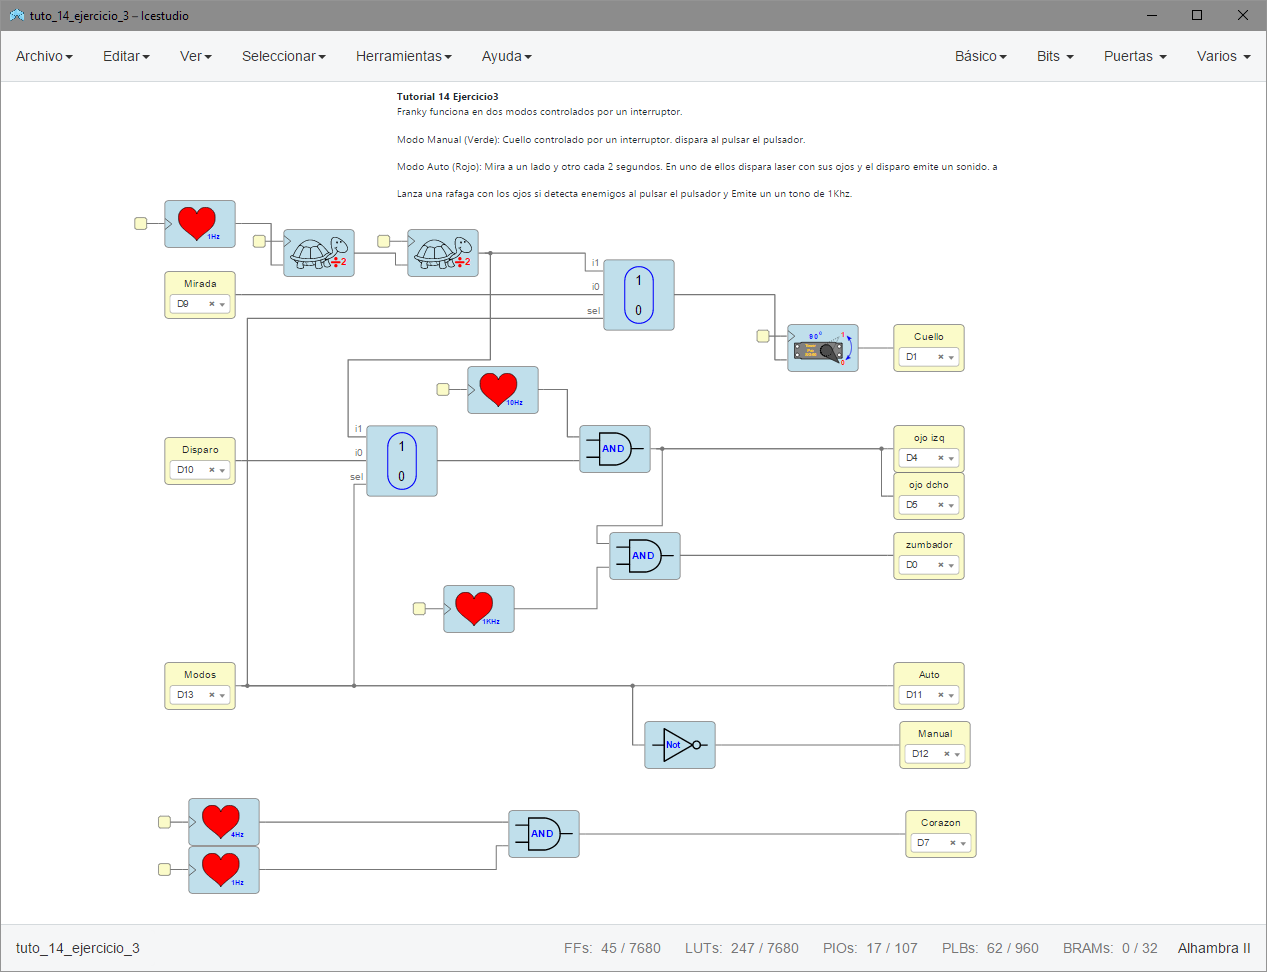 tuto_14_ejercicio_3 – Icestudio
Archivo Editar Ver Seleccionar Herramientas Ayuda Básico Bits Puertas Varios
Tutorial 14 Ejercicio3
Franky funciona en dos modos controlados por un interruptor.
Modo Manual (Verde): Cuello controlado por un interruptor, dispara al pulsar el pulsador.
Modo Auto (Rojo): Mira a un lado y otro cada 2 segundos. En uno de ellos dispara laser con sus ojos y el disparo emite un sonido. a
Lanza una rafaga con los ojos si detecta enemigos al pulsar el pulsador y Emite un un tono de 1Khz.
1Hz
÷2
÷2
Mirada
D9
i1
i0
sel
1
0
90°
1
0
Cuello
D1
10Hz
Disparo
D10
i1
i0
sel
1
0
AND
ojo izq
D4
ojo dcho
D5
AND
zumbador
D0
1KHz
Modos
D13
Auto
D11
Not
Manual
D12
4Hz
1Hz
AND
Corazon
D7
tuto_14_ejercicio_3 FFs: 45 / 7680 LUTs: 247 / 7680 PIOs: 17 / 107 PLBs: 62 / 960 BRAMs: 0 / 32 Alhambra II